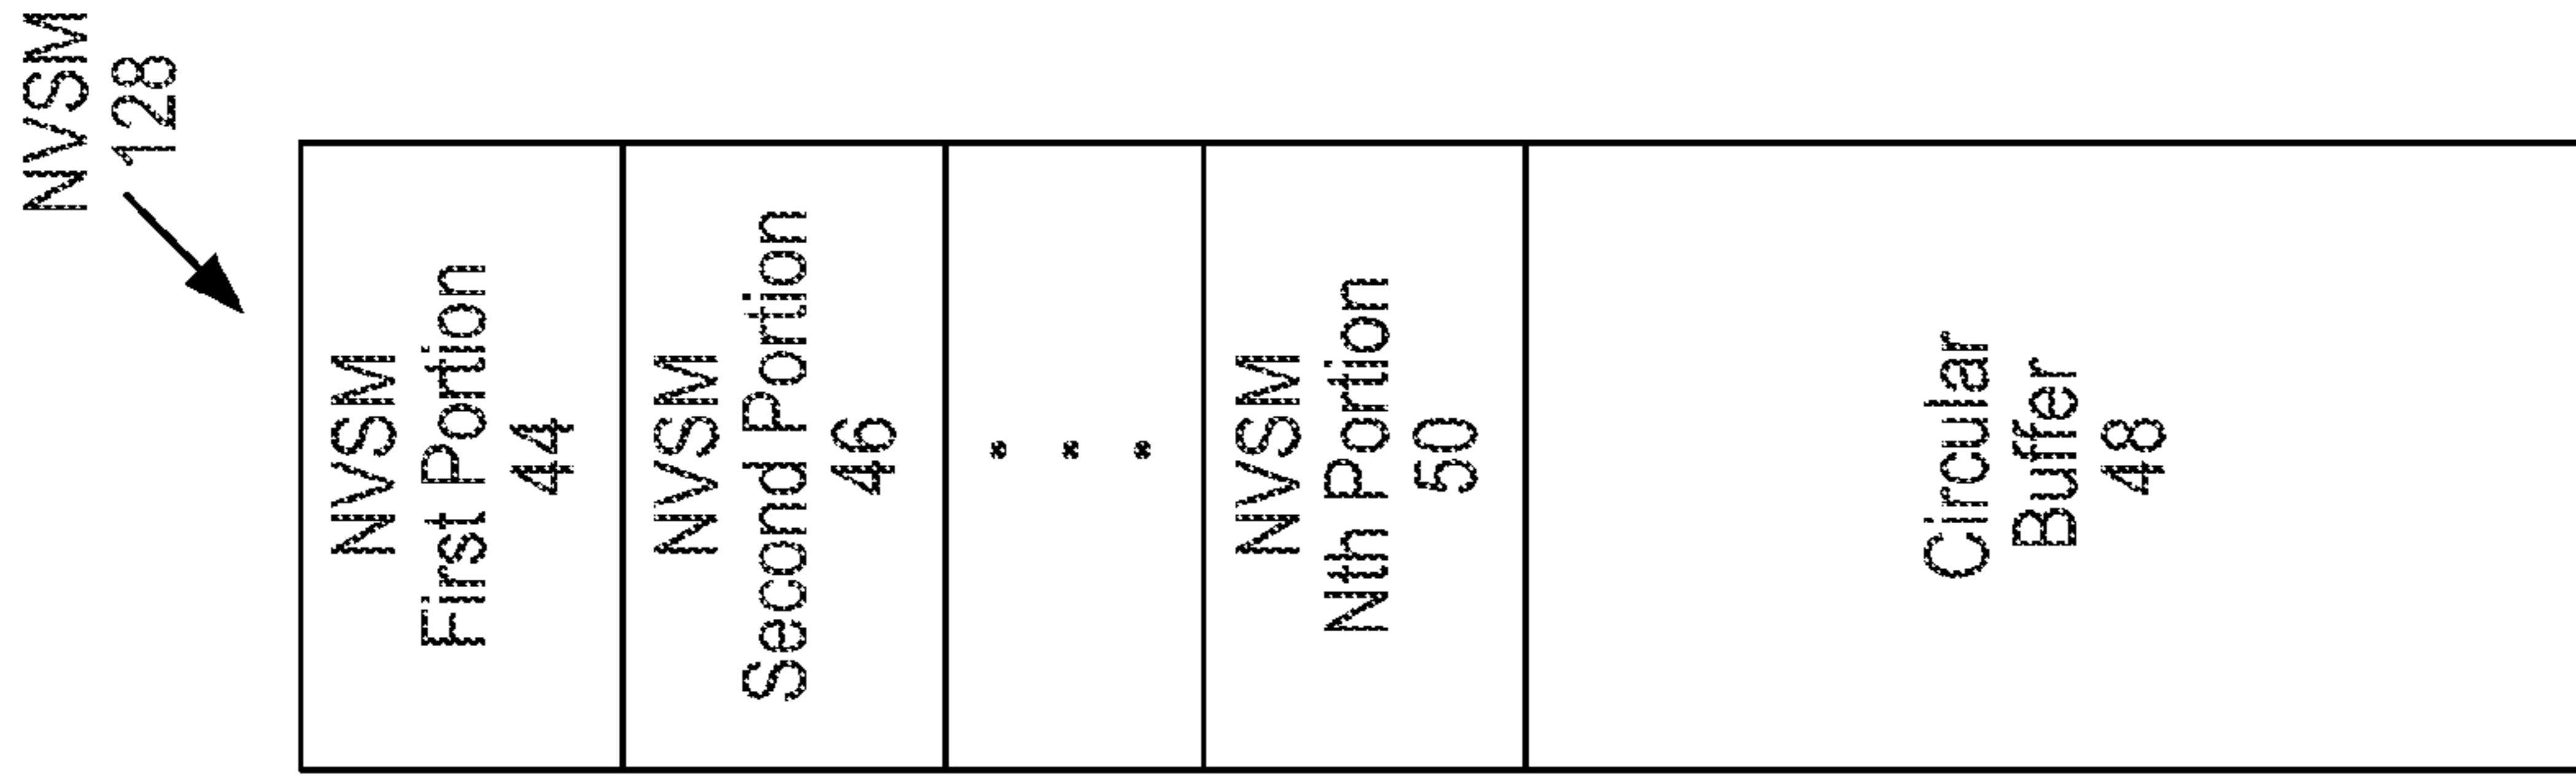 NVSM
128
NVSM
First Portion
44
NVSM
Second Portion
46
NVSM
Nth Portion
50
Circular
Buffer
48